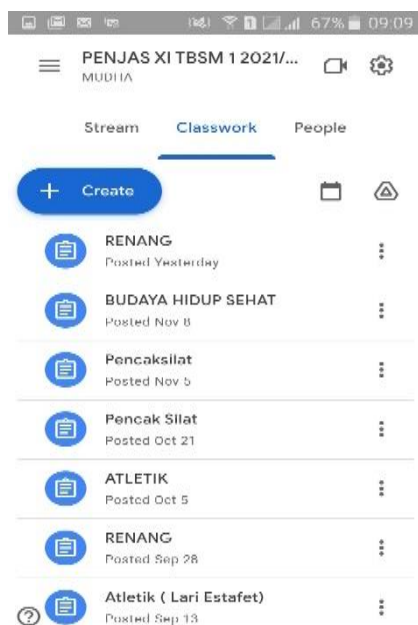 67% 09:09
PENJAS XI TBSM 1 2021/...
Stream Classwork People
+ Create
RENANG
Posted Yesterday
BUDAYA HIDUP SEHAT
Posted Nov 8
Pencaksilat
Posted Nov 5
Pencak Silat
Posted Oct 21
ATLETIK
Posted Oct 5
RENANG
Posted Sep 28
Atletik ( Lari Estafet)
Posted Sep 13